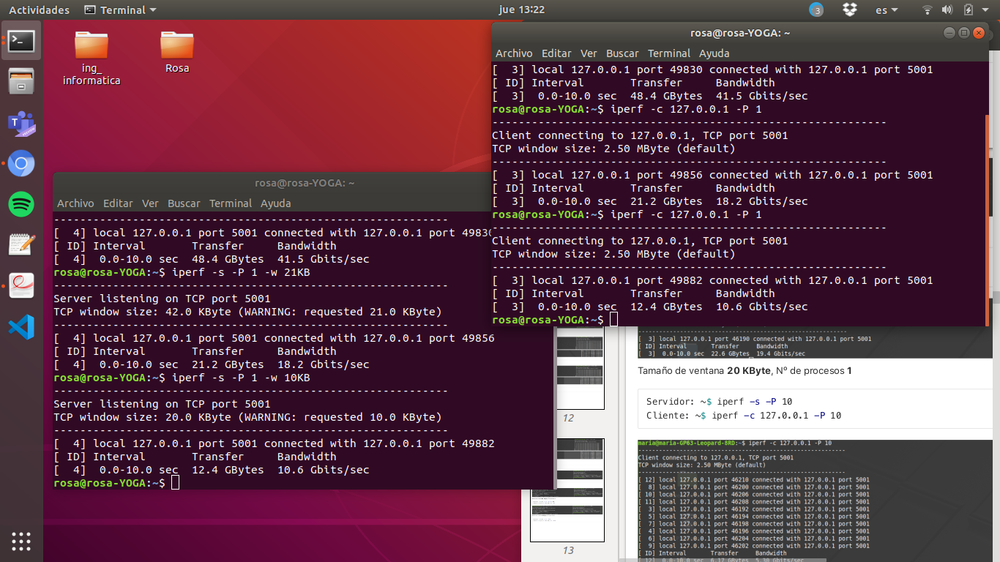 Actividades Terminal jue 13:22 3 es
ing_
informatica
Rosa
rosa@rosa-YOGA: ~
Archivo Editar Ver Buscar Terminal Ayuda
[  3] local 127.0.0.1 port 49830 connected with 127.0.0.1 port 5001
[ ID] Interval       Transfer     Bandwidth
[  3]  0.0-10.0 sec  48.4 GBytes  41.5 Gbits/sec
rosa@rosa-YOGA:~$ iperf -c 127.0.0.1 -P 1
------------------------------------------------------------
Client connecting to 127.0.0.1, TCP port 5001
TCP window size: 2.50 MByte (default)
------------------------------------------------------------
[  3] local 127.0.0.1 port 49856 connected with 127.0.0.1 port 5001
[ ID] Interval       Transfer     Bandwidth
[  3]  0.0-10.0 sec  21.2 GBytes  18.2 Gbits/sec
rosa@rosa-YOGA:~$ iperf -c 127.0.0.1 -P 1
------------------------------------------------------------
Client connecting to 127.0.0.1, TCP port 5001
TCP window size: 2.50 MByte (default)
------------------------------------------------------------
[  3] local 127.0.0.1 port 49882 connected with 127.0.0.1 port 5001
[ ID] Interval       Transfer     Bandwidth
[  3]  0.0-10.0 sec  12.4 GBytes  10.6 Gbits/sec
rosa@rosa-YOGA:~$
rosa@rosa-YOGA: ~
Archivo Editar Ver Buscar Terminal Ayuda
------------------------------------------------------------
[  4] local 127.0.0.1 port 5001 connected with 127.0.0.1 port 49830
[ ID] Interval       Transfer     Bandwidth
[  4]  0.0-10.0 sec  48.4 GBytes  41.5 Gbits/sec
rosa@rosa-YOGA:~$ iperf -s -P 1 -w 21KB
------------------------------------------------------------
Server listening on TCP port 5001
TCP window size: 42.0 KByte (WARNING: requested 21.0 KByte)
------------------------------------------------------------
[  4] local 127.0.0.1 port 5001 connected with 127.0.0.1 port 49856
[ ID] Interval       Transfer     Bandwidth
[  4]  0.0-10.0 sec  21.2 GBytes  18.2 Gbits/sec
rosa@rosa-YOGA:~$ iperf -s -P 1 -w 10KB
------------------------------------------------------------
Server listening on TCP port 5001
TCP window size: 20.0 KByte (WARNING: requested 10.0 KByte)
------------------------------------------------------------
[  4] local 127.0.0.1 port 5001 connected with 127.0.0.1 port 49882
[ ID] Interval       Transfer     Bandwidth
[  4]  0.0-10.0 sec  12.4 GBytes  10.6 Gbits/sec
rosa@rosa-YOGA:~$
12
13
------------------------------------------------------------
[  3] local 127.0.0.1 port 46190 connected with 127.0.0.1 port 5001
[ ID] Interval       Transfer     Bandwidth
[  3]  0.0-10.0 sec  22.6 GBytes  19.4 Gbits/sec
Tamaño de ventana 20 KByte, Nº de procesos 1
Servidor: ~$ iperf -s -P 10
Cliente: ~$ iperf -c 127.0.0.1 -P 10
maria@maria-GP63-Leopard-8RD:~$ iperf -c 127.0.0.1 -P 10
------------------------------------------------------------
Client connecting to 127.0.0.1, TCP port 5001
TCP window size: 2.50 MByte (default)
------------------------------------------------------------
[ 12] local 127.0.0.1 port 46210 connected with 127.0.0.1 port 5001
[  8] local 127.0.0.1 port 46200 connected with 127.0.0.1 port 5001
[ 10] local 127.0.0.1 port 46206 connected with 127.0.0.1 port 5001
[ 11] local 127.0.0.1 port 46208 connected with 127.0.0.1 port 5001
[  3] local 127.0.0.1 port 46192 connected with 127.0.0.1 port 5001
[  5] local 127.0.0.1 port 46194 connected with 127.0.0.1 port 5001
[  7] local 127.0.0.1 port 46198 connected with 127.0.0.1 port 5001
[  4] local 127.0.0.1 port 46196 connected with 127.0.0.1 port 5001
[  6] local 127.0.0.1 port 46204 connected with 127.0.0.1 port 5001
[  9] local 127.0.0.1 port 46202 connected with 127.0.0.1 port 5001
[ ID] Interval       Transfer     Bandwidth
[ 12]  0.0-10.0 sec  6.17 GBytes  5.30 Gbits/sec